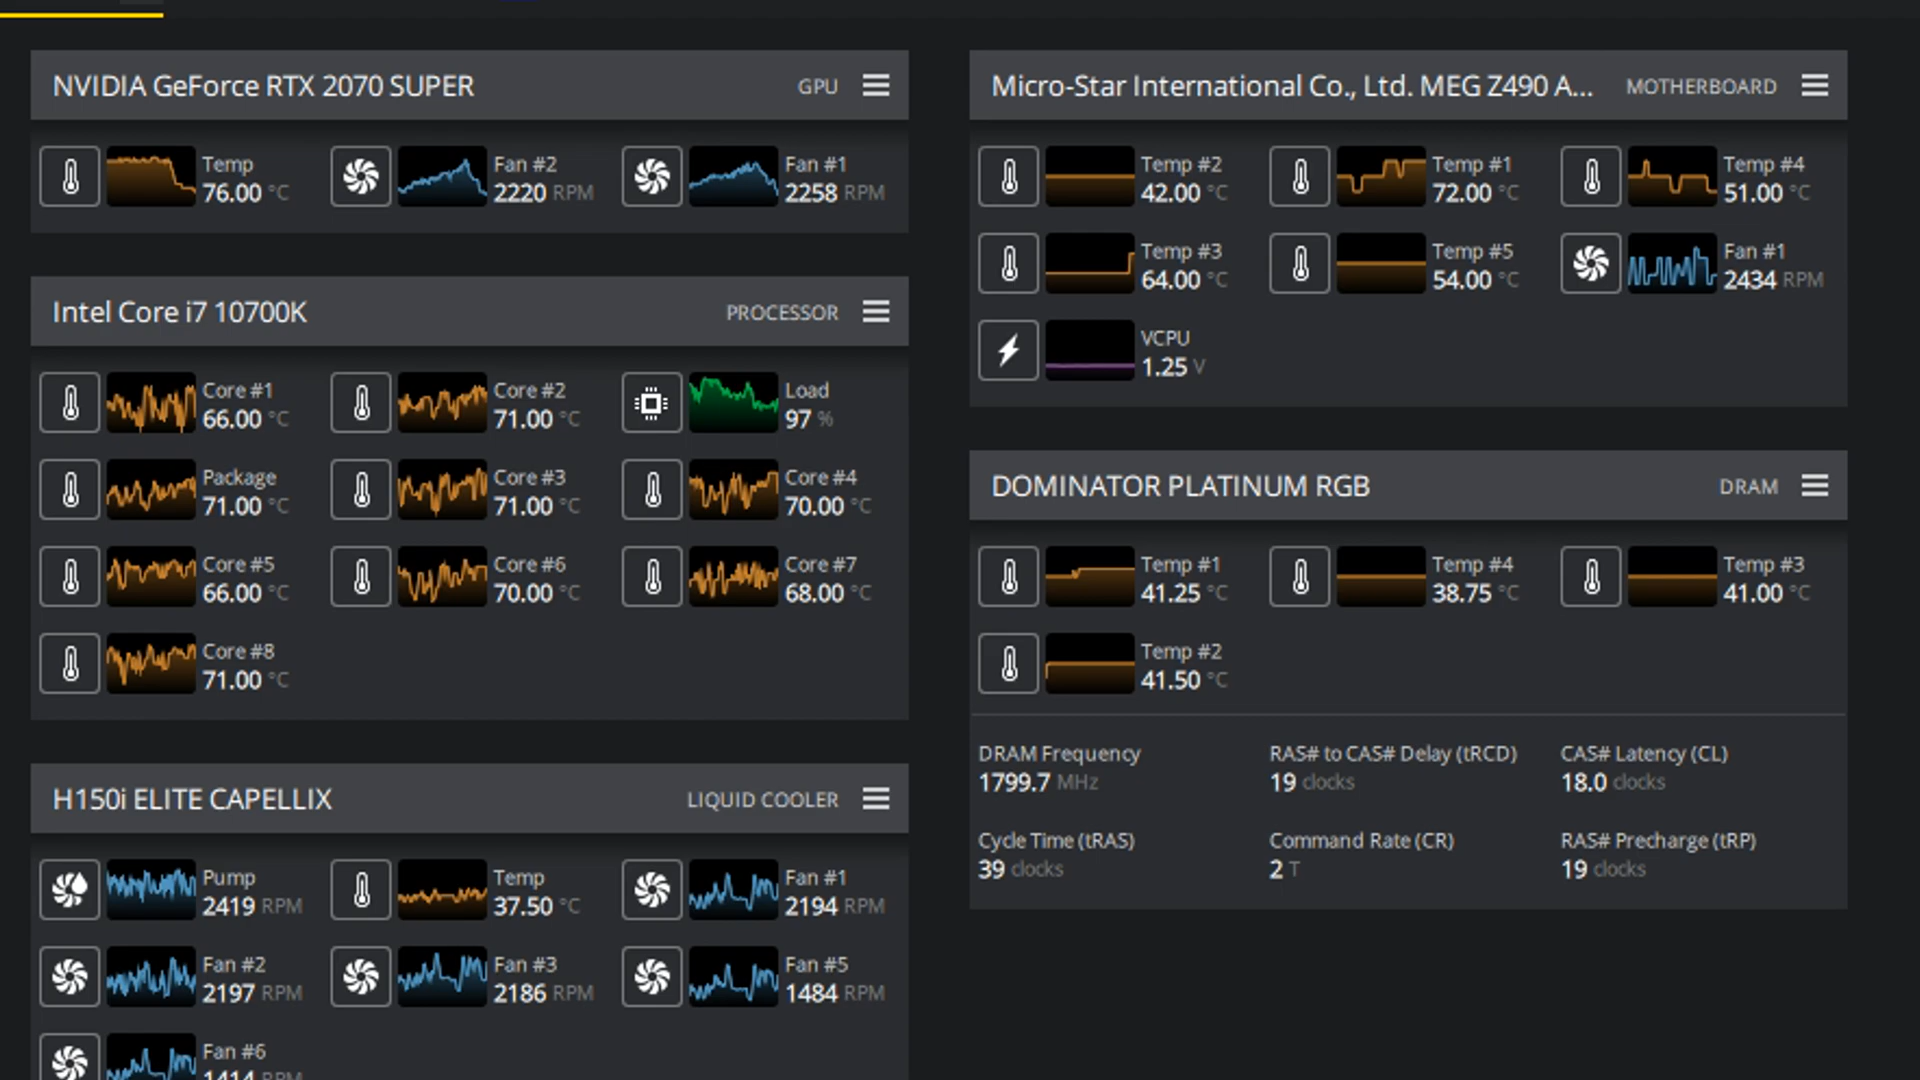 NVIDIA GeForce RTX 2070 SUPER GPU
Temp Fan #2 Fan #1
76.00 °C 2220 RPM 2258 RPM
Intel Core i7 10700K PROCESSOR
Core #1 Core #2 Load
66.00 °C 71.00 °C 97 %
Package Core #3 Core #4
71.00 °C 71.00 °C 70.00 °C
Core #5 Core #6 Core #7
66.00 °C 70.00 °C 68.00 °C
Core #8
71.00 °C
H150i ELITE CAPELLIX LIQUID COOLER
Pump Temp Fan #1
2419 RPM 37.50 °C 2194 RPM
Fan #2 Fan #3 Fan #5
2197 RPM 2186 RPM 1484 RPM
Fan #6
1414 RPM
Micro-Star International Co., Ltd. MEG Z490 A... MOTHERBOARD
Temp #2 Temp #1 Temp #4
42.00 °C 72.00 °C 51.00 °C
Temp #3 Temp #5 Fan #1
64.00 °C 54.00 °C 2434 RPM
VCPU
1.25 V
DOMINATOR PLATINUM RGB DRAM
Temp #1 Temp #4 Temp #3
41.25 °C 38.75 °C 41.00 °C
Temp #2
41.50 °C
DRAM Frequency RAS# to CAS# Delay (tRCD) CAS# Latency (CL)
1799.7 MHz 19 clocks 18.0 clocks
Cycle Time (tRAS) Command Rate (CR) RAS# Precharge (tRP)
39 clocks 2 T 19 clocks